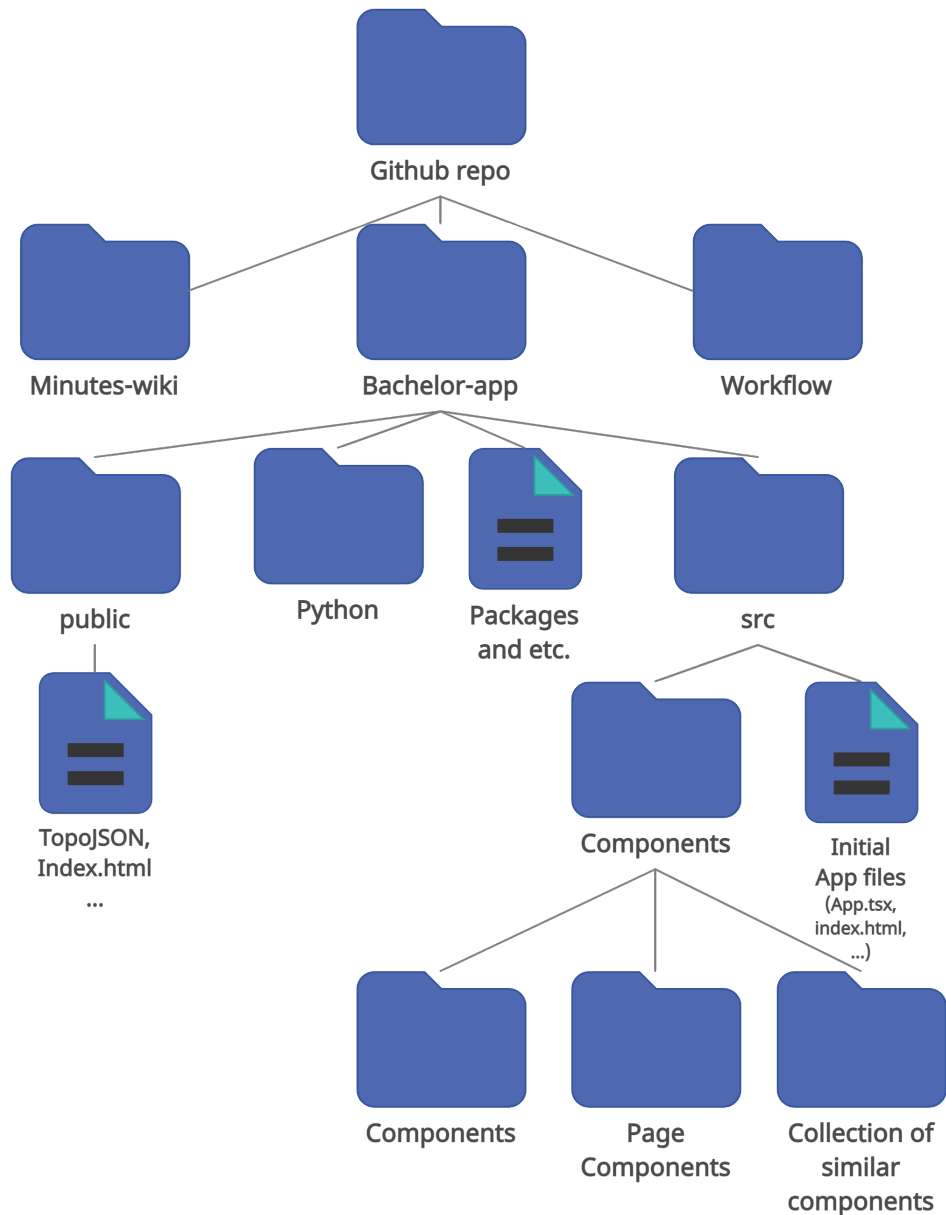 Github repo
Minutes-wiki
Bachelor-app
Workflow
public
Python
Packages
and etc.
src
TopoJSON,
Index.html
...
Components
Initial
App files
(App.tsx,
index.html,
...)
Components
Page
Components
Collection of
similar
components